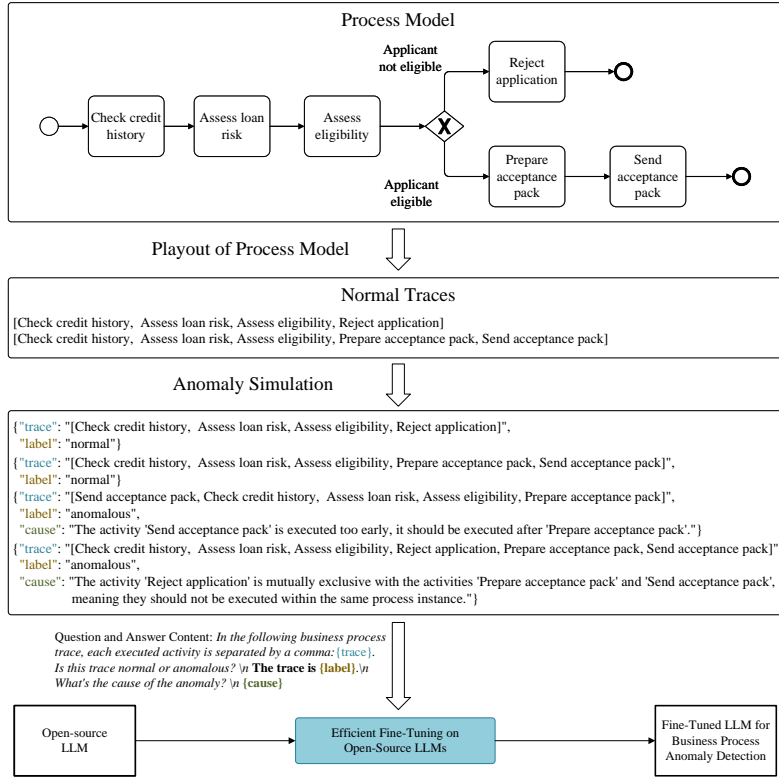 Process Model
Applicant
not eligible
Reject
application
Check credit
history
Assess loan
risk
Assess
eligibility
X
Applicant
eligible
Prepare
acceptance
pack
Send
acceptance
pack
Playout of Process Model
Normal Traces
[Check credit history, Assess loan risk, Assess eligibility, Reject application]
[Check credit history, Assess loan risk, Assess eligibility, Prepare acceptance pack, Send acceptance pack]
Anomaly Simulation
{"trace": "[Check credit history, Assess loan risk, Assess eligibility, Reject application]",
"label": "normal"}
{"trace": "[Check credit history, Assess loan risk, Assess eligibility, Prepare acceptance pack, Send acceptance pack]",
"label": "normal"}
{"trace": "[Send acceptance pack, Check credit history, Assess loan risk, Assess eligibility, Prepare acceptance pack]",
"label": "anomalous",
"cause": "The activity 'Send acceptance pack' is executed too early, it should be executed after 'Prepare acceptance pack'."}
{"trace": "[Check credit history, Assess loan risk, Assess eligibility, Reject application, Prepare acceptance pack, Send acceptance pack]"
"label": "anomalous",
"cause": "The activity 'Reject application' is mutually exclusive with the activities 'Prepare acceptance pack' and 'Send acceptance pack',
meaning they should not be executed within the same process instance."}
Question and Answer Content: In the following business process
trace, each executed activity is separated by a comma:{trace}.
Is this trace normal or anomalous? \n The trace is {label}.\n
What's the cause of the anomaly? \n {cause}
Open-source
LLM
Efficient Fine-Tuning on
Open-Source LLMs
Fine-Tuned LLM for
Business Process
Anomaly Detection